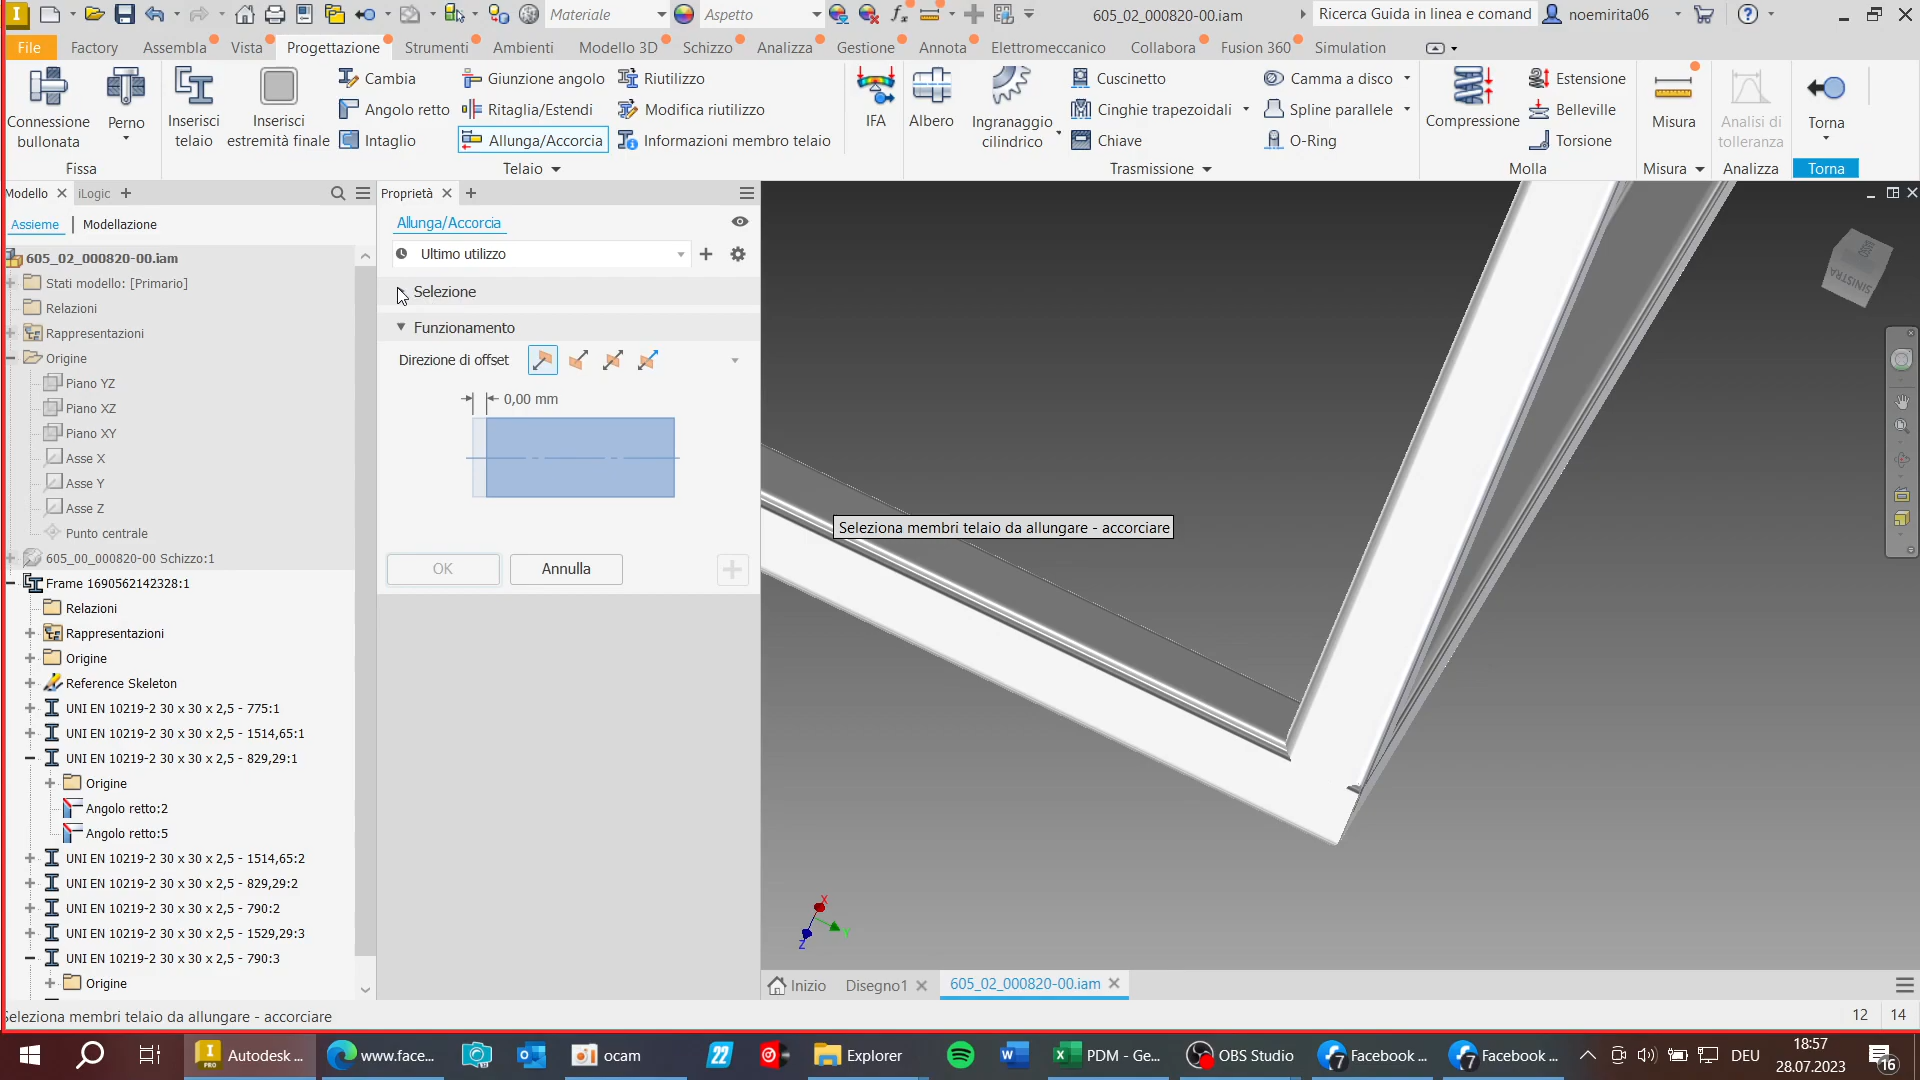 Materiale
Aspetto
605_02_000820-00.iam
Ricerca Guida in linea e comand
noemirita06
File
Factory
Assembla
Vista
Progettazione
Strumenti
Ambienti
Modello 3D
Schizzo
Analizza
Gestione
Annota
Elettromeccanico
Collabora
Fusion 360
Simulation
Connessione
bullonata
Perno
Fissa
Inserisci
telaio
Inserisci
estremità finale
Cambia
Angolo retto
Intaglio
Giunzione angolo
Ritaglia/Estendi
Allunga/Accorcia
Riutilizzo
Modifica riutilizzo
Informazioni membro telaio
Telaio
IFA
Albero
Ingranaggio
cilindrico
Cuscinetto
Cinghie trapezoidali
Chiave
Camma a disco
Spline parallele
O-Ring
Trasmissione
Compressione
Estensione
Belleville
Torsione
Molla
Misura
Misura
Analisi di
tolleranza
Analizza
Torna
Torna
Modello
iLogic
Assieme
Modellazione
605_02_000820-00.iam
Stati modello: [Primario]
Relazioni
Rappresentazioni
Origine
Piano YZ
Piano XZ
Piano XY
Asse X
Asse Y
Asse Z
Punto centrale
605_00_000820-00 Schizzo:1
Frame 1690562142328:1
Relazioni
Rappresentazioni
Origine
Reference Skeleton
UNI EN 10219-2 30 x 30 x 2,5 - 775:1
UNI EN 10219-2 30 x 30 x 2,5 - 1514,65:1
UNI EN 10219-2 30 x 30 x 2,5 - 829,29:1
Origine
Angolo retto:2
Angolo retto:5
UNI EN 10219-2 30 x 30 x 2,5 - 1514,65:2
UNI EN 10219-2 30 x 30 x 2,5 - 829,29:2
UNI EN 10219-2 30 x 30 x 2,5 - 790:2
UNI EN 10219-2 30 x 30 x 2,5 - 1529,29:3
UNI EN 10219-2 30 x 30 x 2,5 - 790:3
Origine
Proprietà
Allunga/Accorcia
Ultimo utilizzo
Selezione
Funzionamento
Direzione di offset
0,00 mm
OK
Annulla
Seleziona membri telaio da allungare - accorciare
SINISTRA
X
Y
Z
Inizio
Disegno1
605_02_000820-00.iam
Seleziona membri telaio da allungare - accorciare
12
14
Autodesk ...
www.face...
ocam
22
Explorer
PDM - Ge...
OBS Studio
Facebook ...
Facebook ...
DEU
18:57
28.07.2023
16